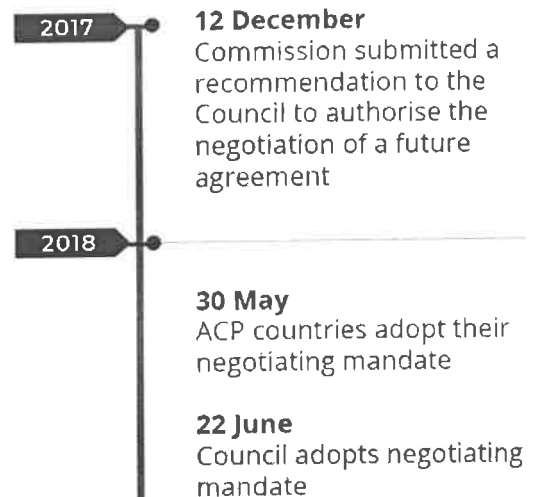 2017
12 December
Commission submitted a
recommendation to the
Council to authorise the
negotiation of a future
agreement
2018
30 May
ACP countries adopt their
negotiating mandate
22 June
Council adopts negotiating
mandate